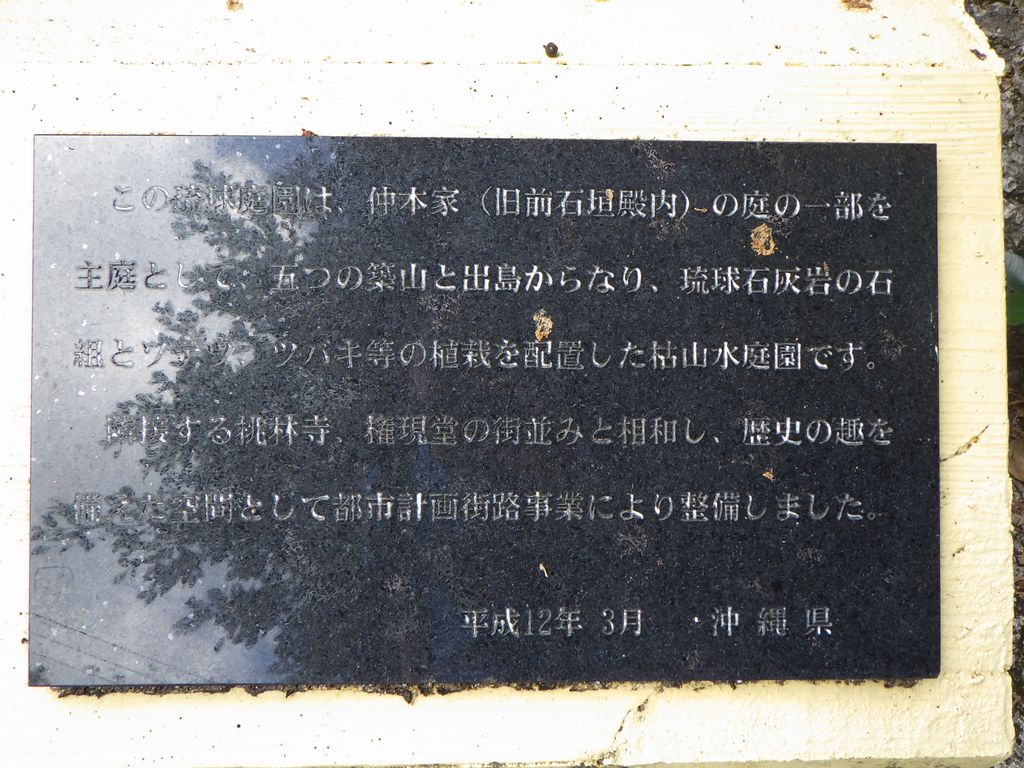 この琉球庭園は、仲本家（旧前石垣殿内）の庭の一部を
主庭として、五つの築山と出島からなり、琉球石灰岩の石
組とソテツ、ツバキ等の植栽を配置した枯山水庭園です。
隣接する桃林寺、権現堂の街並みと相和し、歴史の趣を
備えた空間として都市計画街路事業により整備しました。
平成12年 3月　沖 縄 県